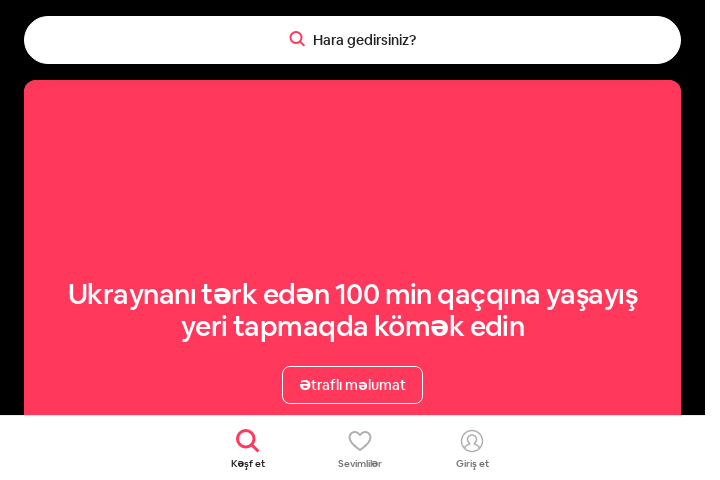 Hara gedirsiniz?
Ukraynanı tərk edən 100 min qaçqına yaşayış
yeri tapmaqda kömək edin
Ətraflı məlumat
Kəşf et
Sevimlilər
Giriş et